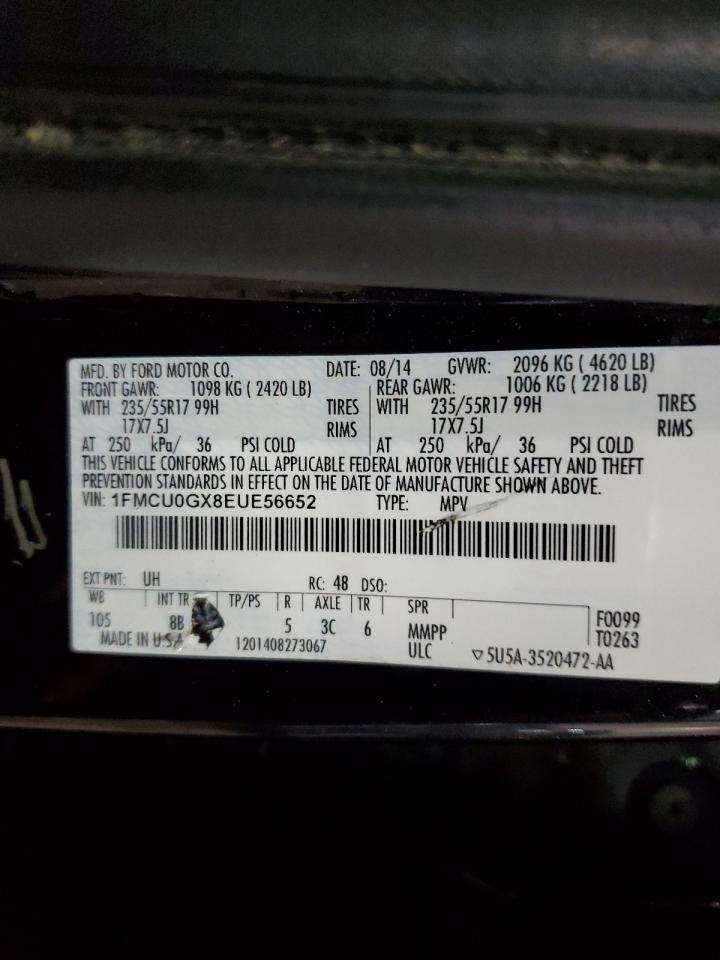 MFD. BY FORD MOTOR CO. DATE: 08/14 GVWR: 2096 KG ( 4620 LB)
FRONT GAWR: 1098 KG ( 2420 LB) REAR GAWR: 1006 KG ( 2218 LB)
WITH 235/55R17 99H TIRES WITH 235/55R17 99H TIRES
17X7.5J RIMS 17X7.5J RIMS
AT 250 kPa/ 36 PSI COLD AT 250 kPa/ 36 PSI COLD
THIS VEHICLE CONFORMS TO ALL APPLICABLE FEDERAL MOTOR VEHICLE SAFETY AND THEFT
PREVENTION STANDARDS IN EFFECT ON THE DATE OF MANUFACTURE SHOWN ABOVE.
VIN: 1FMCU0GX8EUE56652 TYPE: MPV
EXT PNT: UH RC: 48 DSO:
WB INT TR TP/PS R AXLE TR SPR
105 8B 5 3C 6 MMPP F0099
MADE IN U.S.A 1201408273067 ULC T0263
▽5U5A-3520472-AA